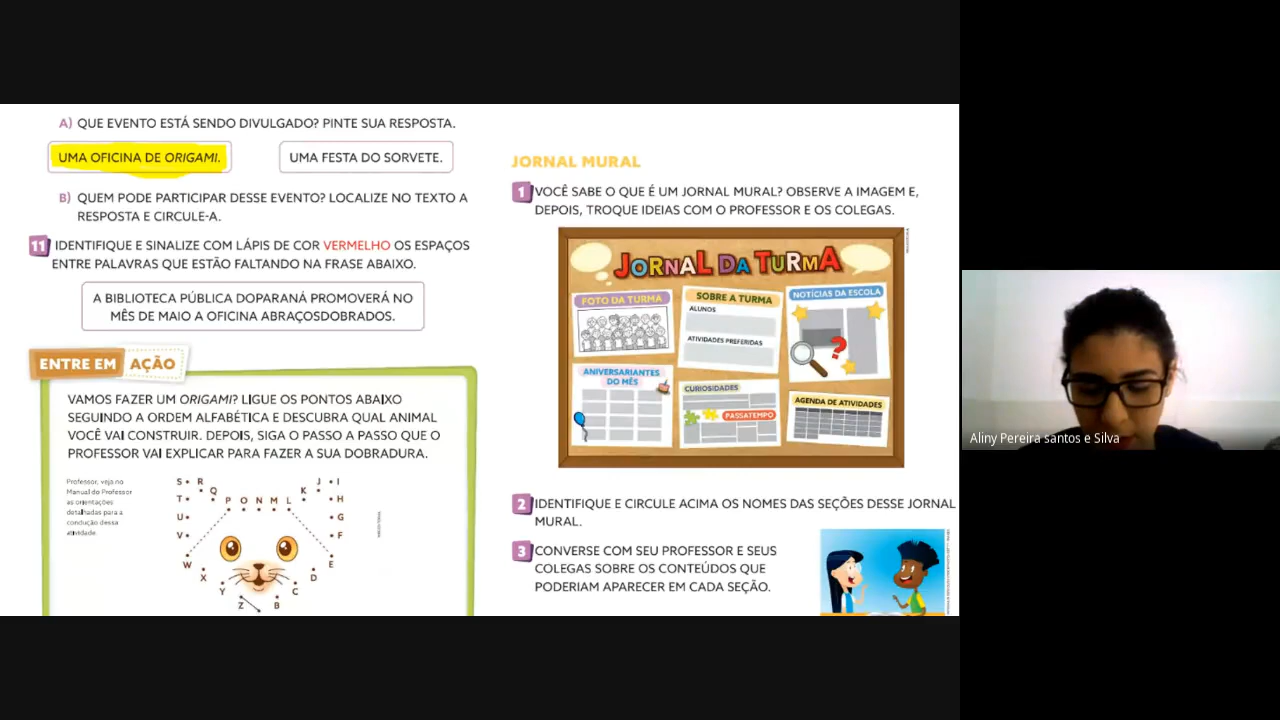 A) QUE EVENTO ESTÁ SENDO DIVULGADO? PINTE SUA RESPOSTA.
UMA OFICINA DE ORIGAMI.
UMA FESTA DO SORVETE.
B) QUEM PODE PARTICIPAR DESSE EVENTO? LOCALIZE NO TEXTO A
RESPOSTA E CIRCULE-A.
11 IDENTIFIQUE E SINALIZE COM LÁPIS DE COR VERMELHO OS ESPAÇOS
ENTRE PALAVRAS QUE ESTÃO FALTANDO NA FRASE ABAIXO.
A BIBLIOTECA PÚBLICA DOPARANÁ PROMOVERÁ NO
MÊS DE MAIO A OFICINA ABRAÇOSDOBRADOS.
ENTRE EM AÇÃO
VAMOS FAZER UM ORIGAMI? LIGUE OS PONTOS ABAIXO
SEGUINDO A ORDEM ALFABÉTICA E DESCUBRA QUAL ANIMAL
VOCÊ VAI CONSTRUIR. DEPOIS, SIGA O PASSO A PASSO QUE O
PROFESSOR VAI EXPLICAR PARA FAZER A SUA DOBRADURA.
Professor, veja no
Manual do Professor
as orientações
detalhadas para a
condução dessa
atividade.
S R J I
Q K
T P O N M L H
U G
V F
W E
X D
Y C
Z B
JORNAL MURAL
1 VOCÊ SABE O QUE É UM JORNAL MURAL? OBSERVE A IMAGEM E,
DEPOIS, TROQUE IDEIAS COM O PROFESSOR E OS COLEGAS.
JORNAL DA TURMA
FOTO DA TURMA
SOBRE A TURMA
ALUNOS
ATIVIDADES PREFERIDAS
NOTÍCIAS DA ESCOLA
?
ANIVERSARIANTES
DO MÊS
CURIOSIDADES
PASSATEMPO
AGENDA DE ATIVIDADES
2 IDENTIFIQUE E CIRCULE ACIMA OS NOMES DAS SEÇÕES DESSE JORNAL
MURAL.
3 CONVERSE COM SEU PROFESSOR E SEUS
COLEGAS SOBRE OS CONTEÚDOS QUE
PODERIAM APARECER EM CADA SEÇÃO.
Aliny Pereira santos e Silva